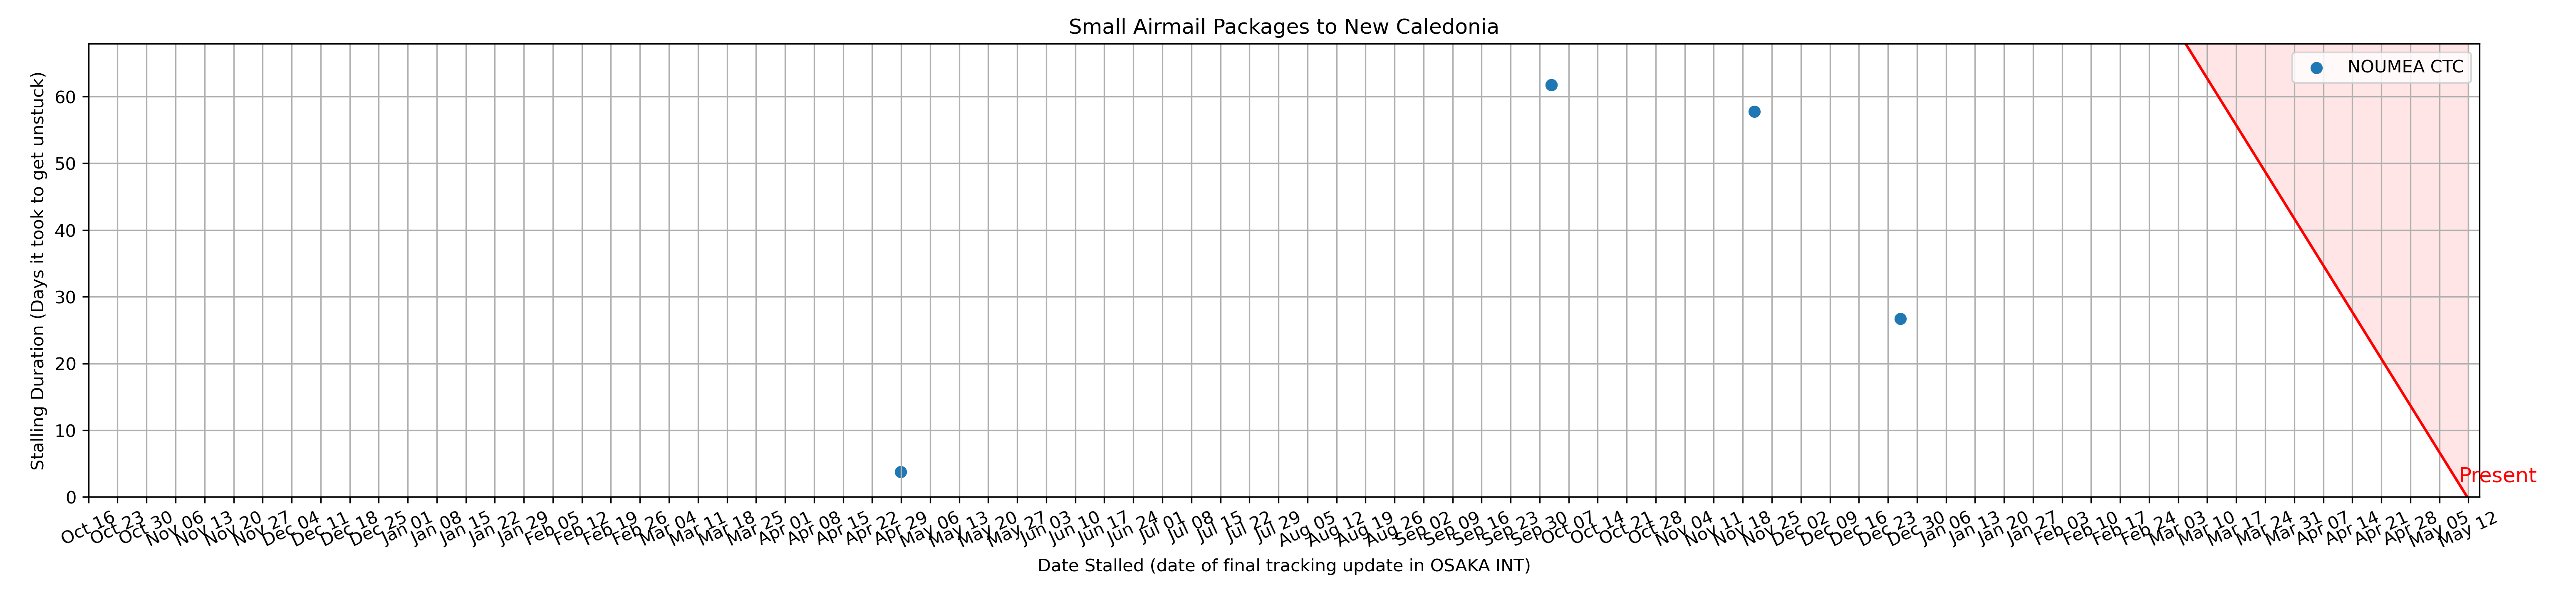 Small Airmail Packages to New Caledonia
Stalling Duration (Days it took to get unstuck)
60
50
40
30
20
10
0
NOUMEA CTC
Present
Oct 16
Oct 23
Oct 30
Nov 06
Nov 13
Nov 20
Nov 27
Dec 04
Dec 11
Dec 18
Dec 25
Jan 01
Jan 08
Jan 15
Jan 22
Jan 29
Feb 05
Feb 12
Feb 19
Feb 26
Mar 04
Mar 11
Mar 18
Mar 25
Apr 01
Apr 08
Apr 15
Apr 22
Apr 29
May 06
May 13
May 20
May 27
Jun 03
Jun 10
Jun 17
Jun 24
Jul 01
Jul 08
Jul 15
Jul 22
Jul 29
Aug 05
Aug 12
Aug 19
Aug 26
Sep 02
Sep 09
Sep 16
Sep 23
Sep 30
Oct 07
Oct 14
Oct 21
Oct 28
Nov 04
Nov 11
Nov 18
Nov 25
Dec 02
Dec 09
Dec 16
Dec 23
Dec 30
Jan 06
Jan 13
Jan 20
Jan 27
Feb 03
Feb 10
Feb 17
Feb 24
Mar 03
Mar 10
Mar 17
Mar 24
Mar 31
Apr 07
Apr 14
Apr 21
Apr 28
May 05
May 12
Date Stalled (date of final tracking update in OSAKA INT)